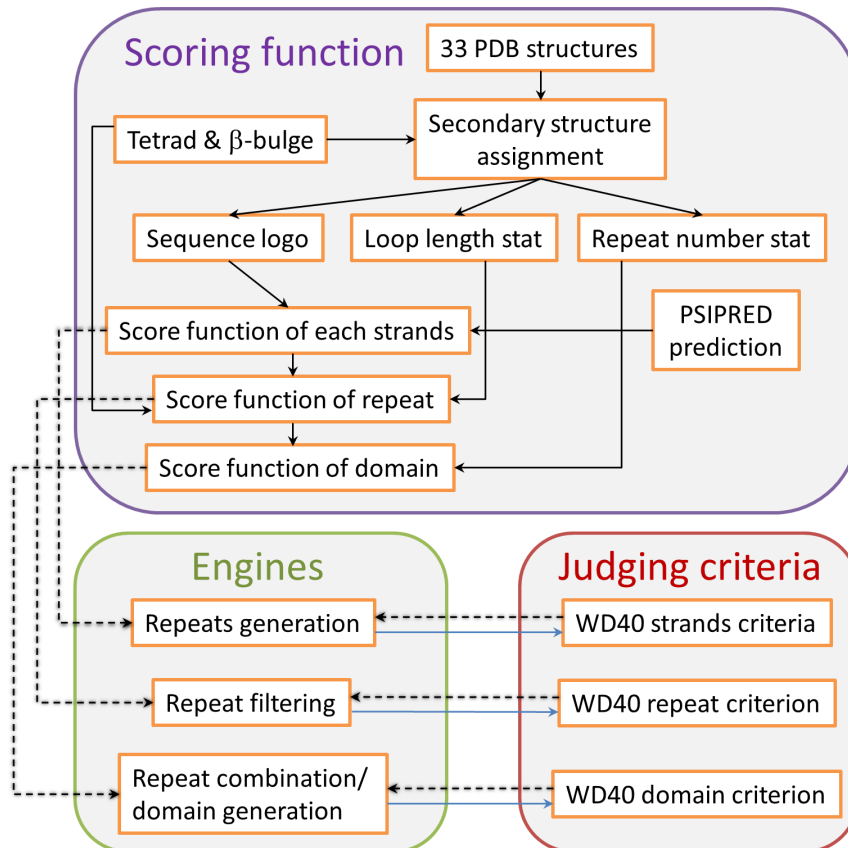 Scoring function
33 PDB structures
Tetrad & β-bulge
Secondary structure
assignment
Sequence logo
Loop length stat
Repeat number stat
Score function of each strands
PSIPRED
prediction
Score function of repeat
Score function of domain
Engines
Judging criteria
Repeats generation
WD40 strands criteria
Repeat filtering
WD40 repeat criterion
Repeat combination/
domain generation
WD40 domain criterion